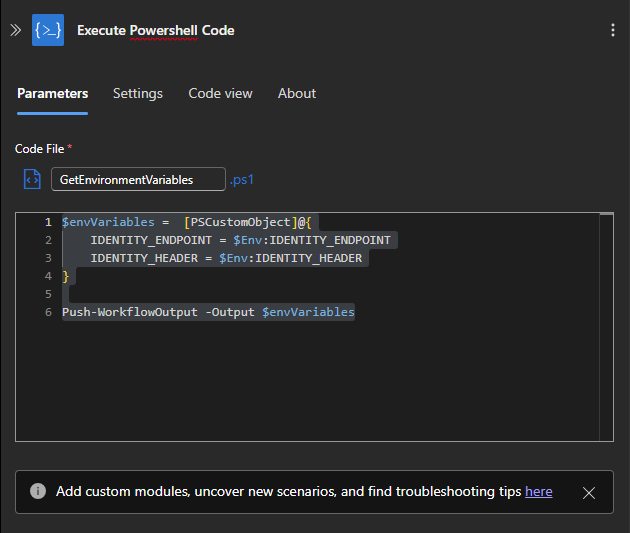 {>_}
Execute Powershell Code
Parameters Settings Code view About
Code File *
GetEnvironmentVariables .ps1
1 $envVariables =  [PSCustomObject]@{
2     IDENTITY_ENDPOINT = $Env:IDENTITY_ENDPOINT
3     IDENTITY_HEADER = $Env:IDENTITY_HEADER
4 }
5
6 Push-WorkflowOutput -Output $envVariables
Add custom modules, uncover new scenarios, and find troubleshooting tips here